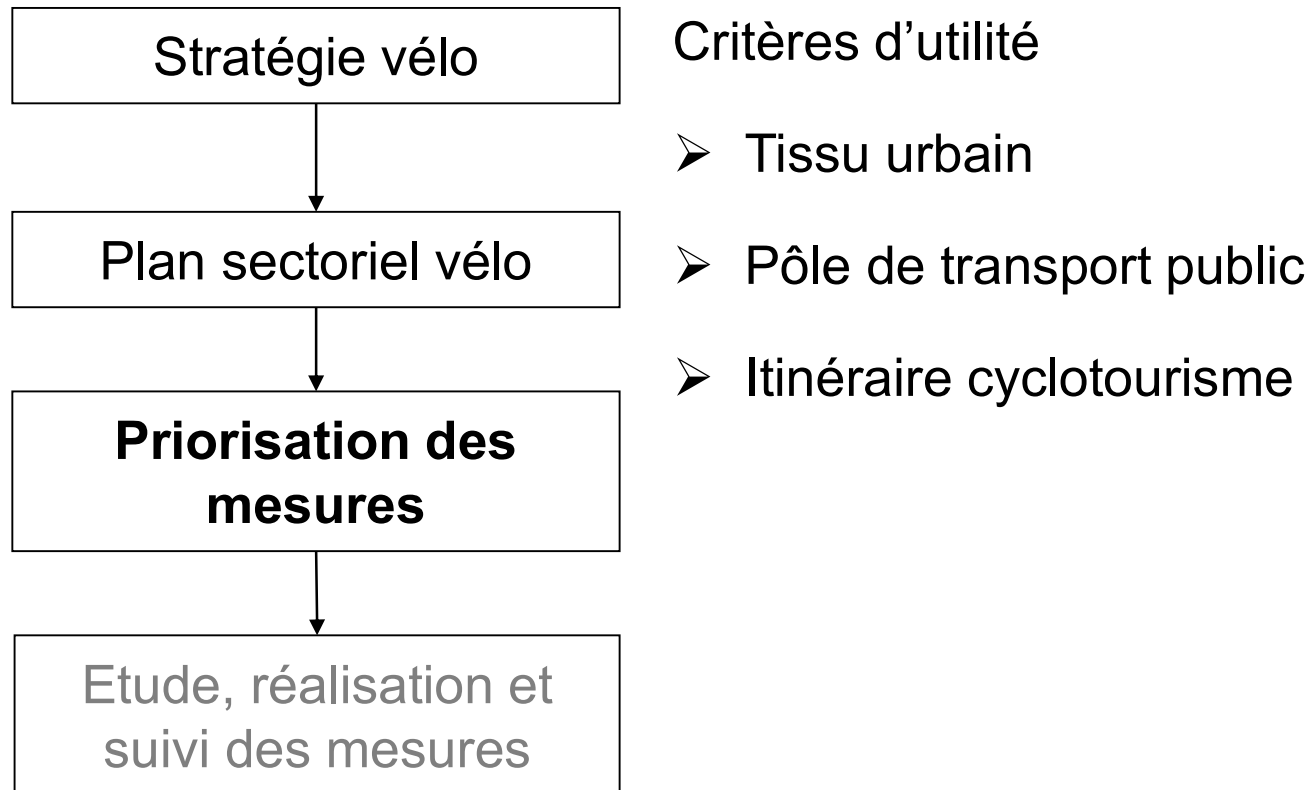 Stratégie vélo
Plan sectoriel vélo
Priorisation des
mesures
Etude, réalisation et
suivi des mesures
Critères d’utilité
➢ Tissu urbain
➢ Pôle de transport public
➢ Itinéraire cyclotourisme